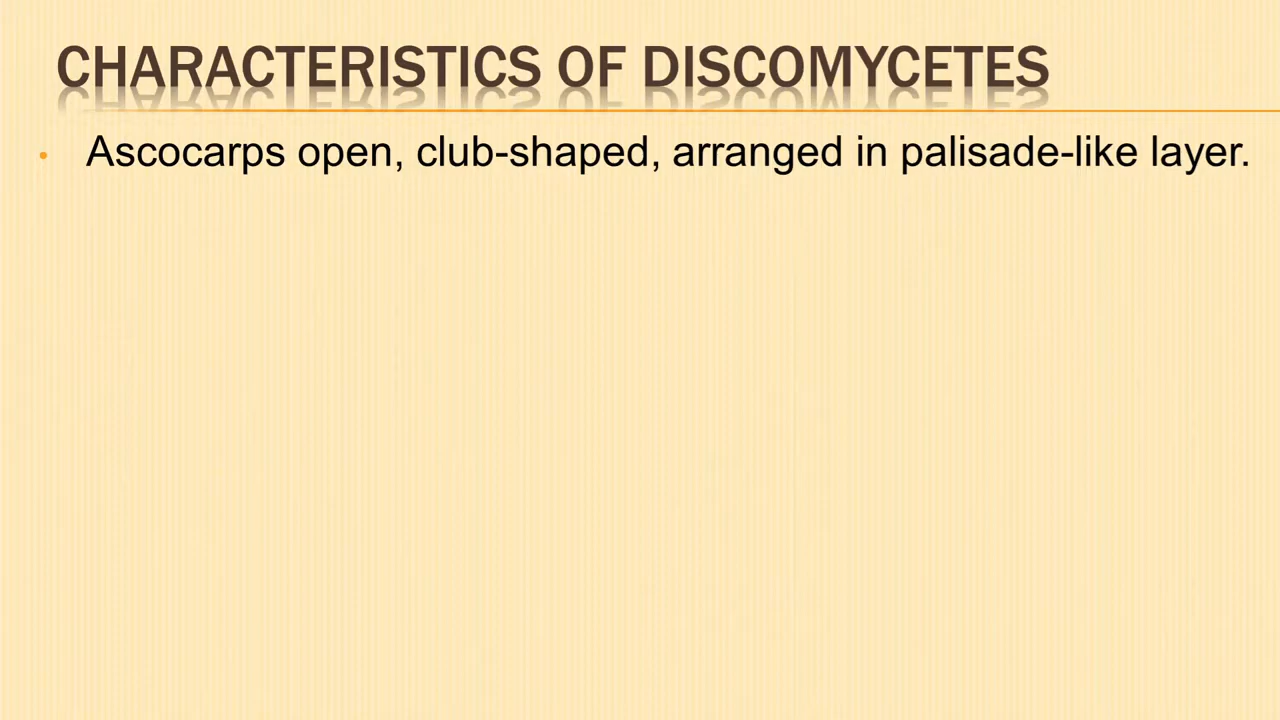 CHARACTERISTICS OF DISCOMYCETES
• Ascocarps open, club-shaped, arranged in palisade-like layer.